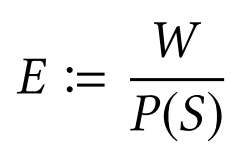 E := W / P(S)